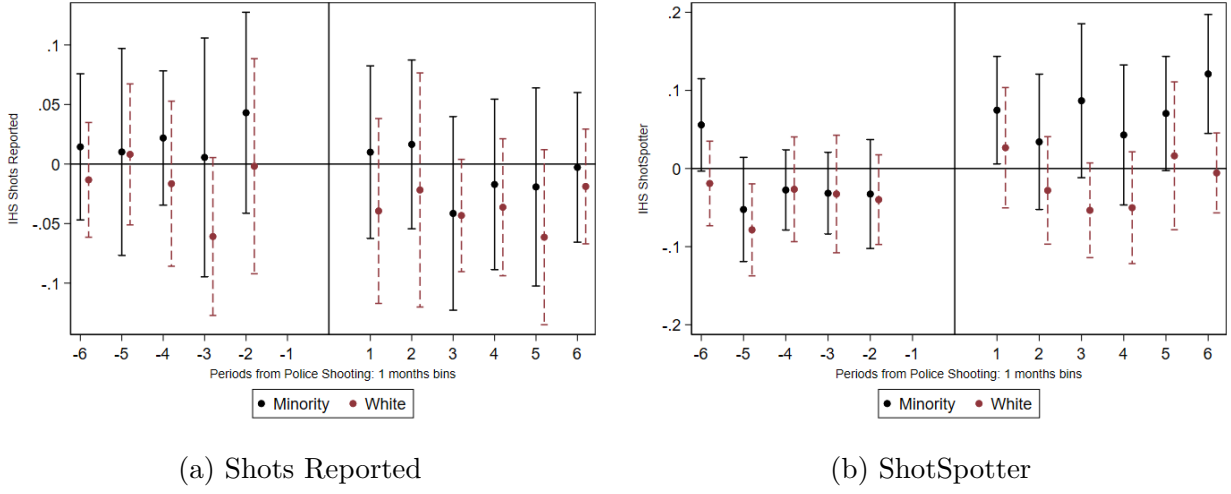 IHS Shots Reported
.1
.05
0
-.05
-.1
-6 -5 -4 -3 -2 -1 1 2 3 4 5 6
Periods from Police Shooting: 1 months bins
Minority White
(a) Shots Reported
IHS ShotSpotter
.2
.1
0
-.1
-.2
-6 -5 -4 -3 -2 -1 1 2 3 4 5 6
Periods from Police Shooting: 1 months bins
Minority White
(b) ShotSpotter